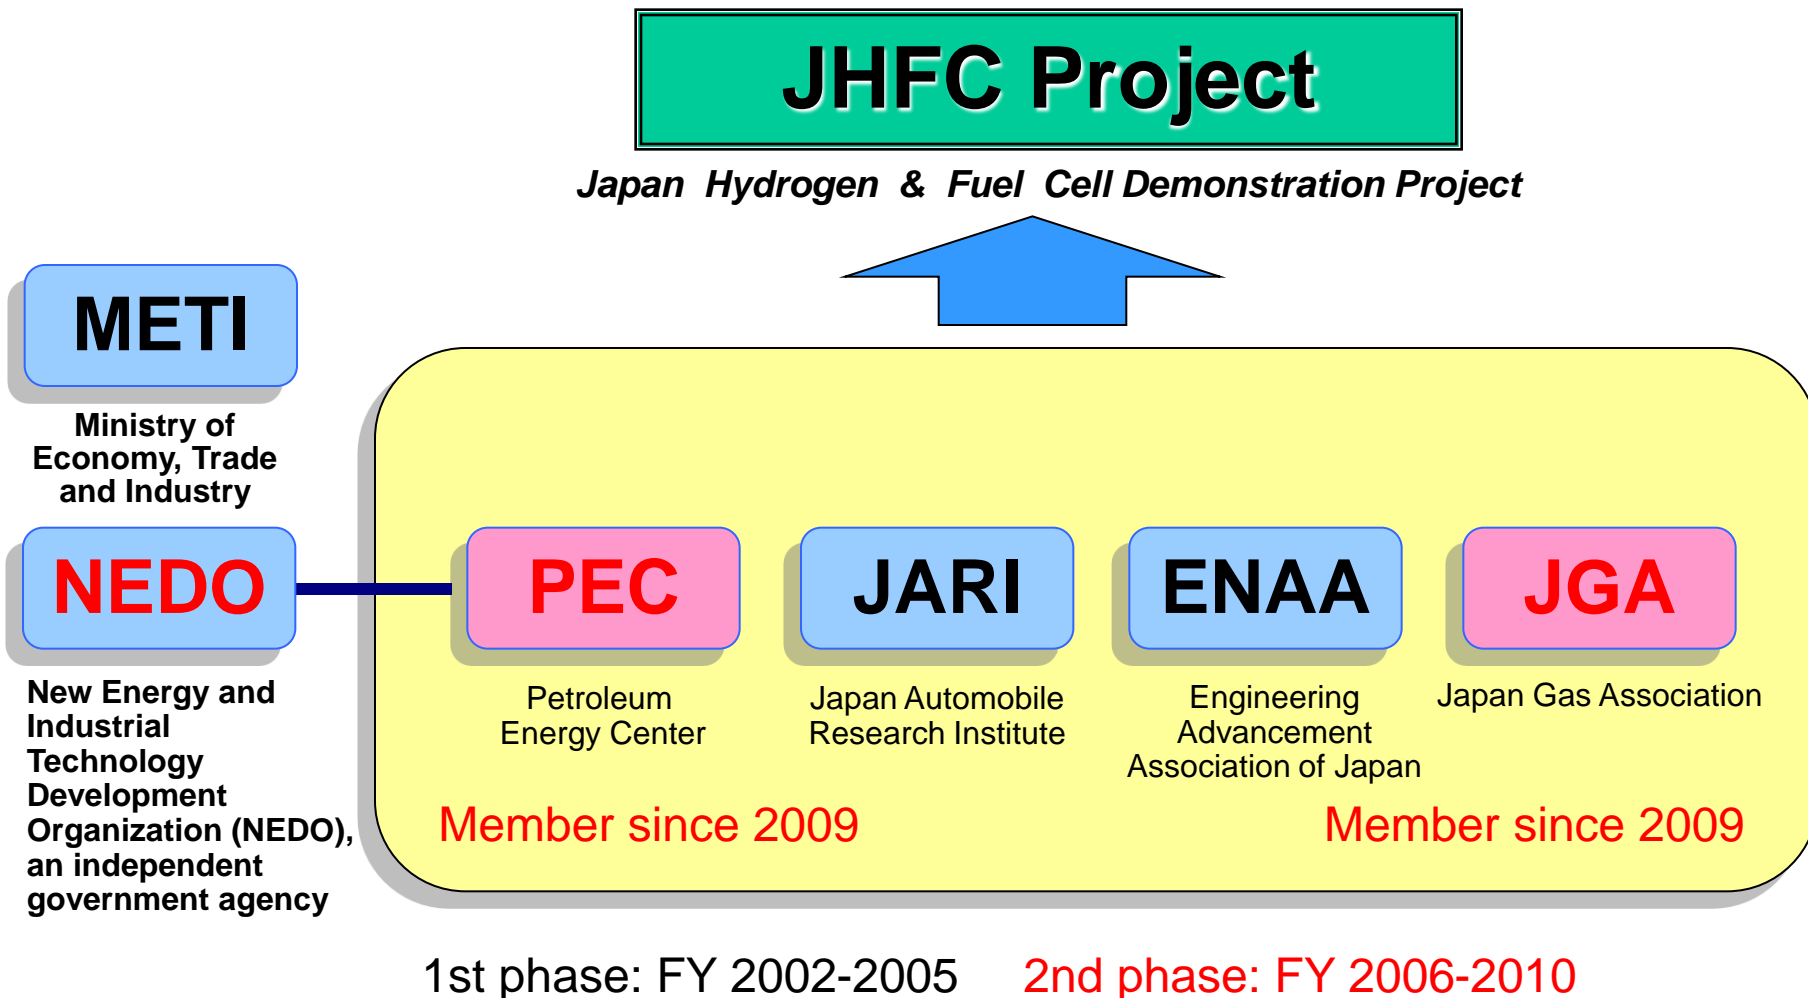 JHFC Project
Japan Hydrogen & Fuel Cell Demonstration Project
METI
Ministry of
Economy, Trade
and Industry
NEDO
New Energy and
Industrial
Technology
Development
Organization (NEDO),
an independent
government agency
PEC
Petroleum
Energy Center
JARI
Japan Automobile
Research Institute
ENAA
Engineering
Advancement
Association of Japan
JGA
Japan Gas Association
Member since 2009
Member since 2009
1st phase: FY 2002-2005
2nd phase: FY 2006-2010